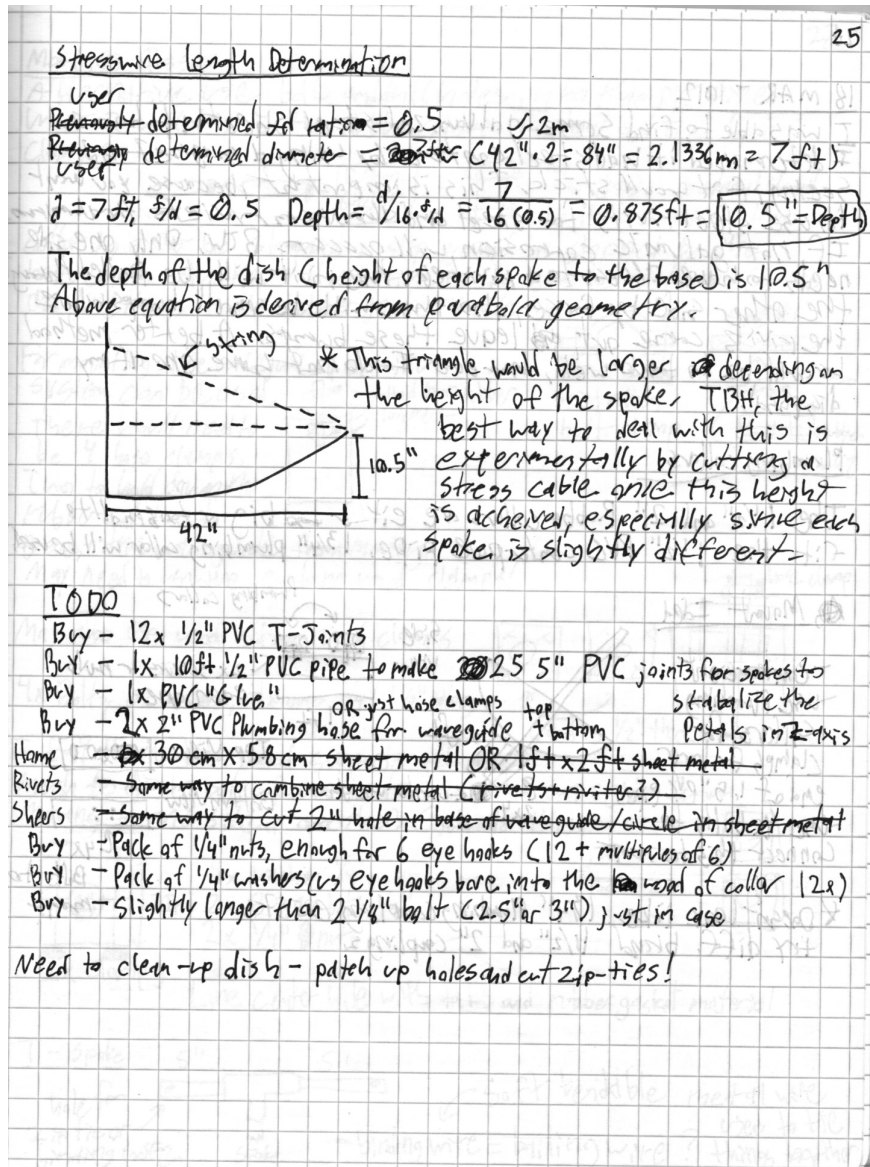 25
Stresswire Length Determination
user
Previously determined f/d ratio = 0.5 ≈ 2m
Previously determined diameter = (42"·2 = 84" = 2.1336m = 7ft)
user
d = 7ft, f/d = 0.5 Depth = d/16·f/d = 7/16(0.5) = 0.875ft = 10.5" = Depth
The depth of the dish (height of each spoke to the base) is 10.5"
Above equation is derived from parabola geometry.
string
* This triangle would be larger depending on
the height of the spoke. TBH, the
best way to deal with this is
10.5" experimentally by cutting a
stress cable once this height
is acheived, especially since each
42" spoke is slightly different.
TODO
Buy - 12x 1/2" PVC T-Joints
Buy - 1x 10ft 1/2" PVC pipe to make 25 5" PVC joints for spokes to
stabalize the
Petals in Z-axis
Buy - 1x PVC "Glue"
OR just hose clamps top
Buy - 2x 2" PVC Plumbing hose for waveguide + bottom
Home - 30 cm x 58 cm sheet metal OR 1ft x 2ft sheet metal
Rivets - Some way to combine sheet metal (rivets + riviter?)
Sheers - Some way to cut 2" hole in base of waveguide/circle in sheet metal
Buy - Pack of 1/4" nuts, enough for 6 eye hooks (12 + multipules of 6)
Buy - Pack of 1/4" washers (vs eye hooks bore into the wood of collar 12x)
Buy - Slightly longer than 2 1/8" bolt (2.5" or 3") just in case
Need to clean-up dish - patch up holes and cut zip-ties!